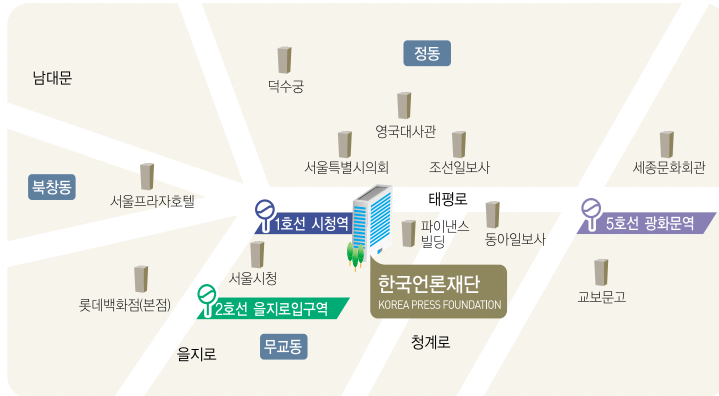 정동
남대문
덕수궁
영국대사관
서울특별시의회
조선일보사
세종문화회관
북창동
서울프라자호텔
태평로
1호선 시청역
파이낸스
빌딩
동아일보사
5호선 광화문역
서울시청
한국언론재단
KOREA PRESS FOUNDATION
롯데백화점(본점)
2호선 을지로입구역
교보문고
을지로
무교동
청계로